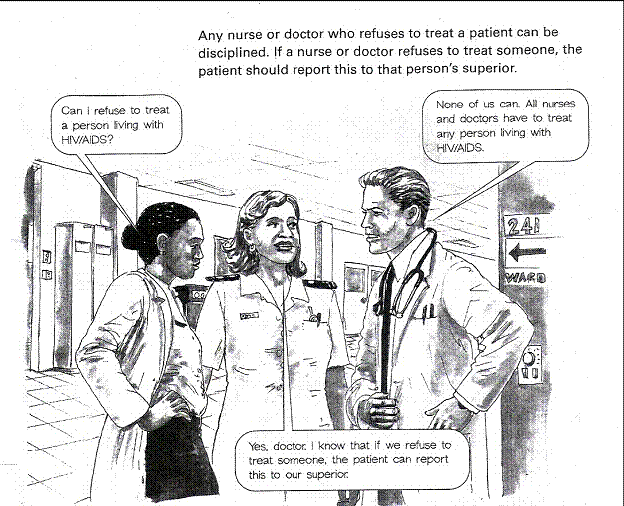 Any nurse or doctor who refuses to treat a patient can be
disciplined. If a nurse or doctor refuses to treat someone, the
patient should report this to that person's superior.
Can I refuse to treat
a person living with
HIV/AIDS?
None of us can. All nurses
and doctors have to treat
any person living with
HIV/AIDS.
241
WARD
Yes, doctor. I know that if we refuse to
treat someone, the patient can report
this to our superior.